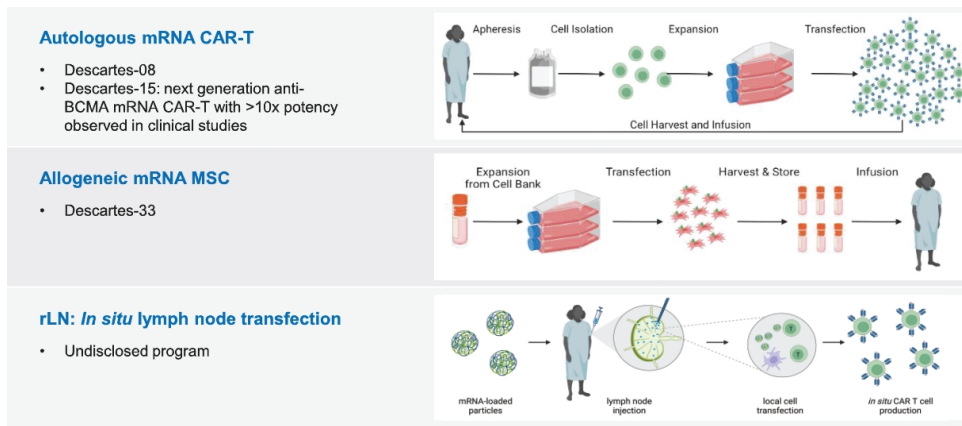 Autologous mRNA CAR-T
• Descartes-08
• Descartes-15: next generation anti-
BCMA mRNA CAR-T with >10x potency
observed in clinical studies
Apheresis
Cell Isolation
Expansion
Transfection
Cell Harvest and Infusion
Allogeneic mRNA MSC
• Descartes-33
Expansion
from Cell Bank
Transfection
Harvest & Store
Infusion
rLN: In situ lymph node transfection
• Undisclosed program
mRNA-loaded
particles
lymph node
injection
T
T
local cell
transfection
in situ CAR T cell
production